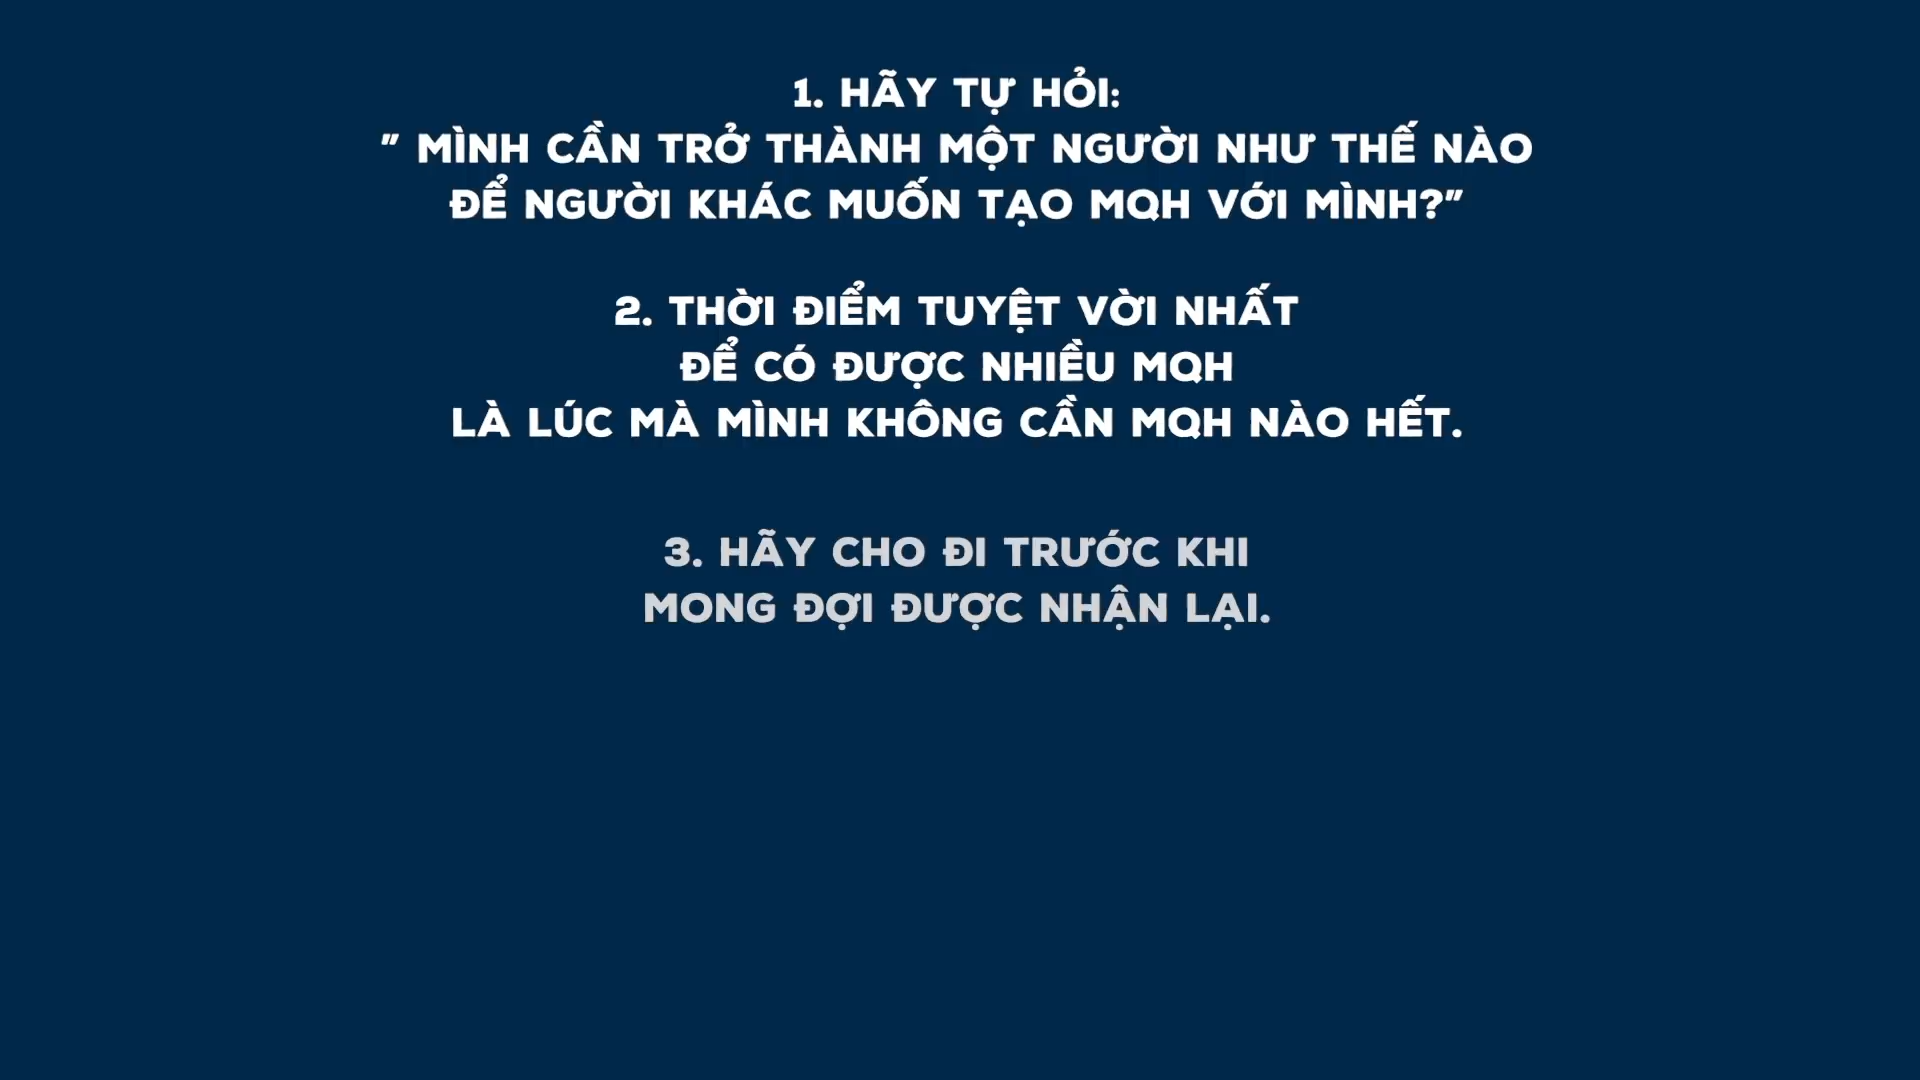 1. HÃY TỰ HỎI:
" MÌNH CẦN TRỞ THÀNH MỘT NGƯỜI NHƯ THẾ NÀO
ĐỂ NGƯỜI KHÁC MUỐN TẠO MQH VỚI MÌNH?"
2. THỜI ĐIỂM TUYỆT VỜI NHẤT
ĐỂ CÓ ĐƯỢC NHIỀU MQH
LÀ LÚC MÀ MÌNH KHÔNG CẦN MQH NÀO HẾT.
3. HÃY CHO ĐI TRƯỚC KHI
MONG ĐỢI ĐƯỢC NHẬN LẠI.